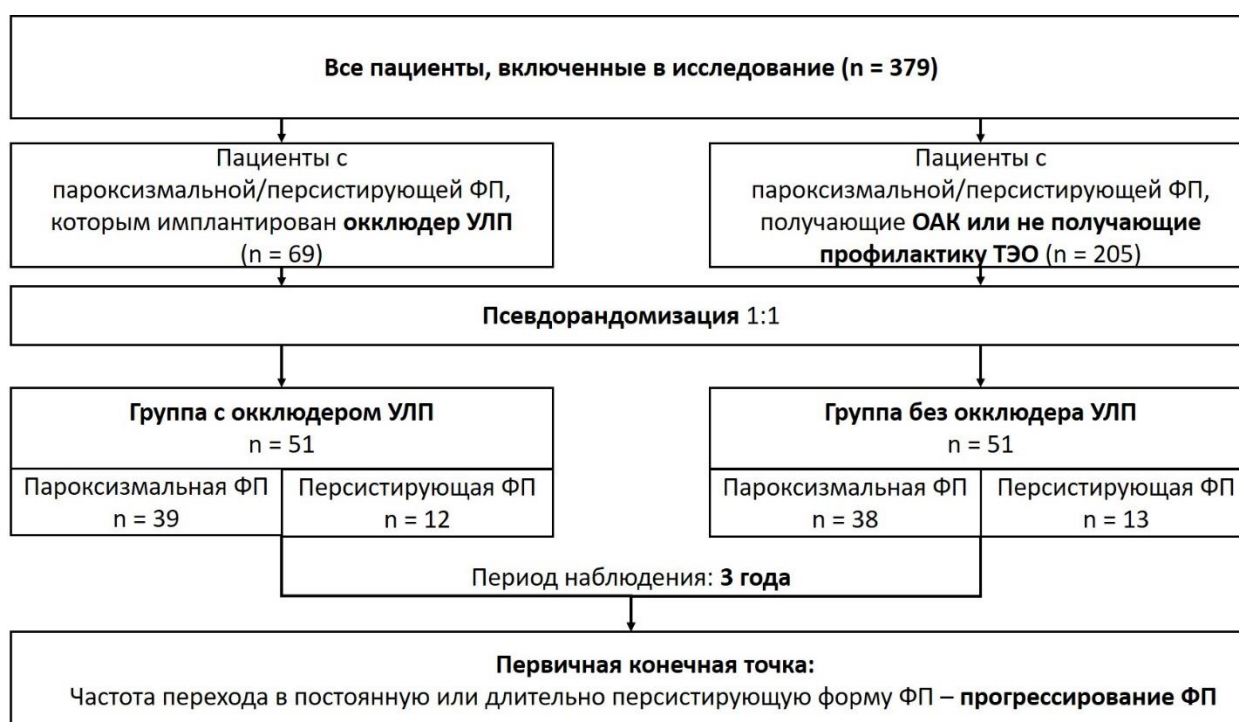 Все пациенты, включенные в исследование (n = 379)
Пациенты с
пароксизмальной/персистирующей ФП,
которым имплантирован окклюдер УЛП
(n = 69)
Пациенты с
пароксизмальной/персистирующей ФП,
получающие ОАК или не получающие
профилактику ТЭО (n = 205)
Псевдорандомизация 1:1
Группа с окклюдером УЛП
n = 51
Пароксизмальная ФП
n = 39
Персистирующая ФП
n = 12
Группа без окклюдера УЛП
n = 51
Пароксизмальная ФП
n = 38
Персистирующая ФП
n = 13
Период наблюдения: 3 года
Первичная конечная точка:
Частота перехода в постоянную или длительно персистирующую форму ФП – прогрессирование ФП